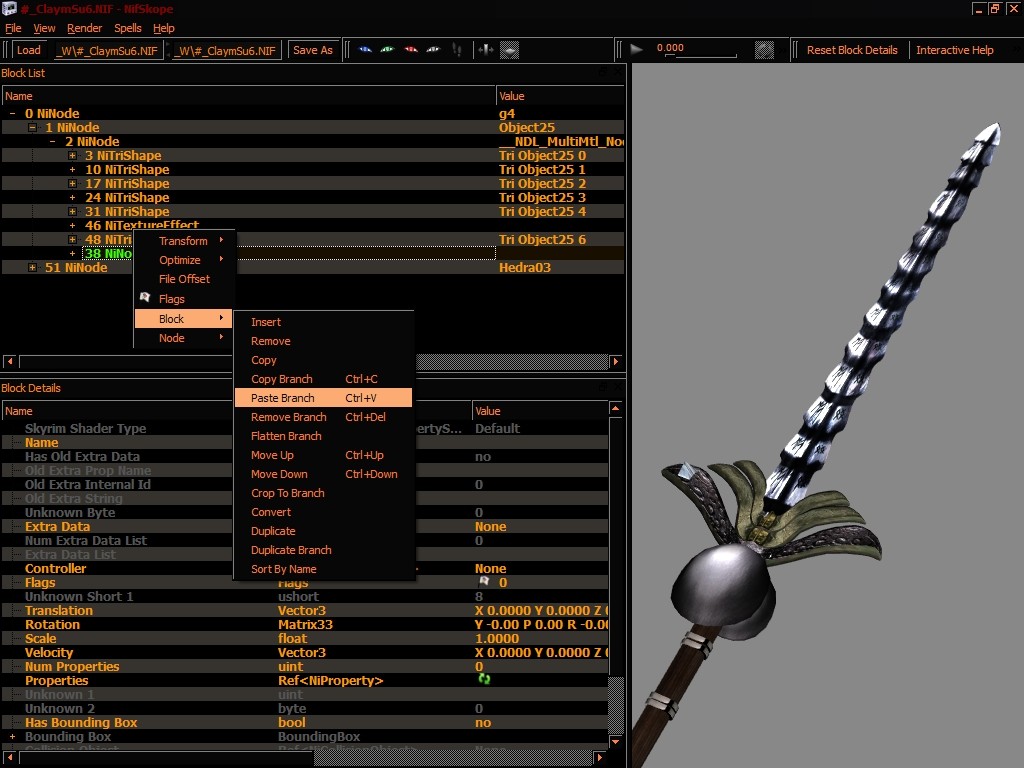 #_ClaymSu6.NIF - NifSkope
File View Render Spells Help
Load _W\#_ClaymSu6.NIF _W\#_ClaymSu6.NIF Save As 0.000 Reset Block Details Interactive Help
Block List
Name Value
0 NiNode g4
1 NiNode Object25
2 NiNode __NDL_MultiMtl_No
3 NiTriShape Tri Object25 0
10 NiTriShape Tri Object25 1
17 NiTriShape Tri Object25 2
24 NiTriShape Tri Object25 3
31 NiTriShape Tri Object25 4
46 NiTextureEffect
48 NiTri Tri Object25 6
38 NiNo
51 NiNode Hedra03
Transform
Optimize
File Offset
Flags
Block
Node
Insert
Remove
Copy
Copy Branch Ctrl+C
Paste Branch Ctrl+V
Remove Branch Ctrl+Del
Flatten Branch
Move Up Ctrl+Up
Move Down Ctrl+Down
Crop To Branch
Convert
Duplicate
Duplicate Branch
Sort By Name
Block Details
Name Value
Skyrim Shader Type ertyS... Default
Name
Has Old Extra Data no
Old Extra Prop Name
Old Extra Internal Id 0
Old Extra String
Unknown Byte 0
Extra Data None
Num Extra Data List 0
Extra Data List
Controller None
Flags Flags 0
Unknown Short 1 ushort 8
Translation Vector3 X 0.0000 Y 0.0000 Z
Rotation Matrix33 Y -0.00 P 0.00 R -0.0
Scale float 1.0000
Velocity Vector3 X 0.0000 Y 0.0000 Z
Num Properties uint 0
Properties Ref<NiProperty>
Unknown 1 uint
Unknown 2 byte 0
Has Bounding Box bool no
Bounding Box BoundingBox